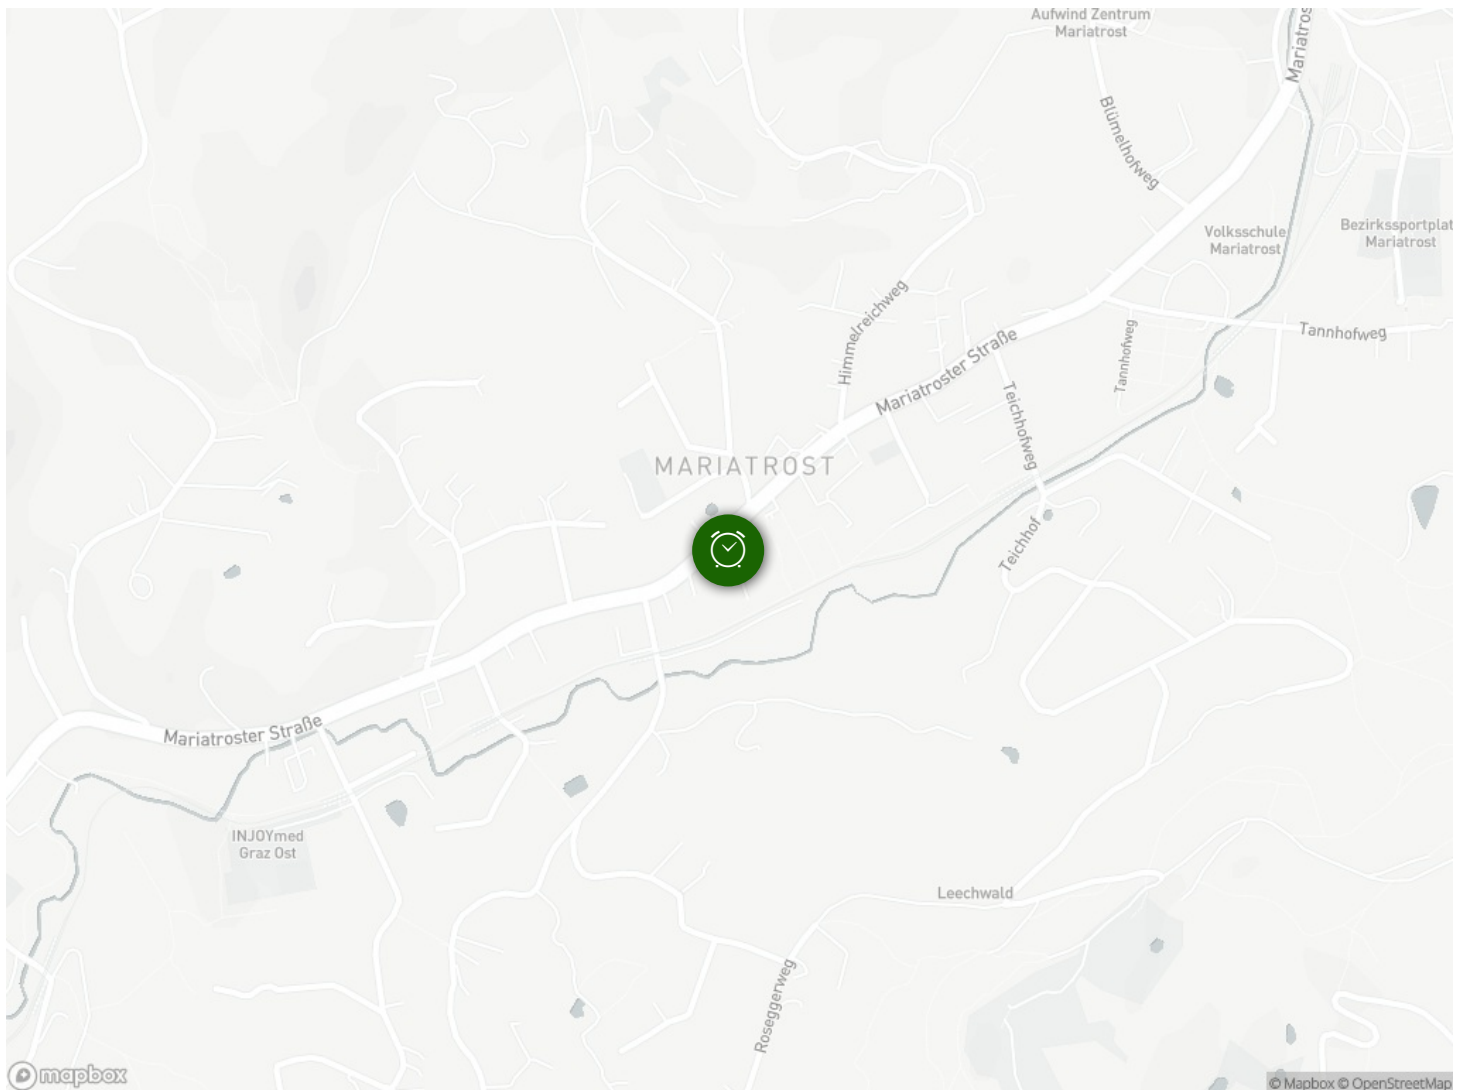 Aufwind Zentrum
Mariatrost
Mariatros
Blümelhofweg
Volksschule
Mariatrost
Bezirkssportplat
Mariatrost
Himmelreichweg
Mariatroster Straße
Tannhofweg
Tannhofweg
Teichhofweg
MARIATROST
Teichhof
Mariatroster Straße
INJOYmed
Graz Ost
Leechwald
Roseggerweg
mapbox
© Mapbox © OpenStreetMap